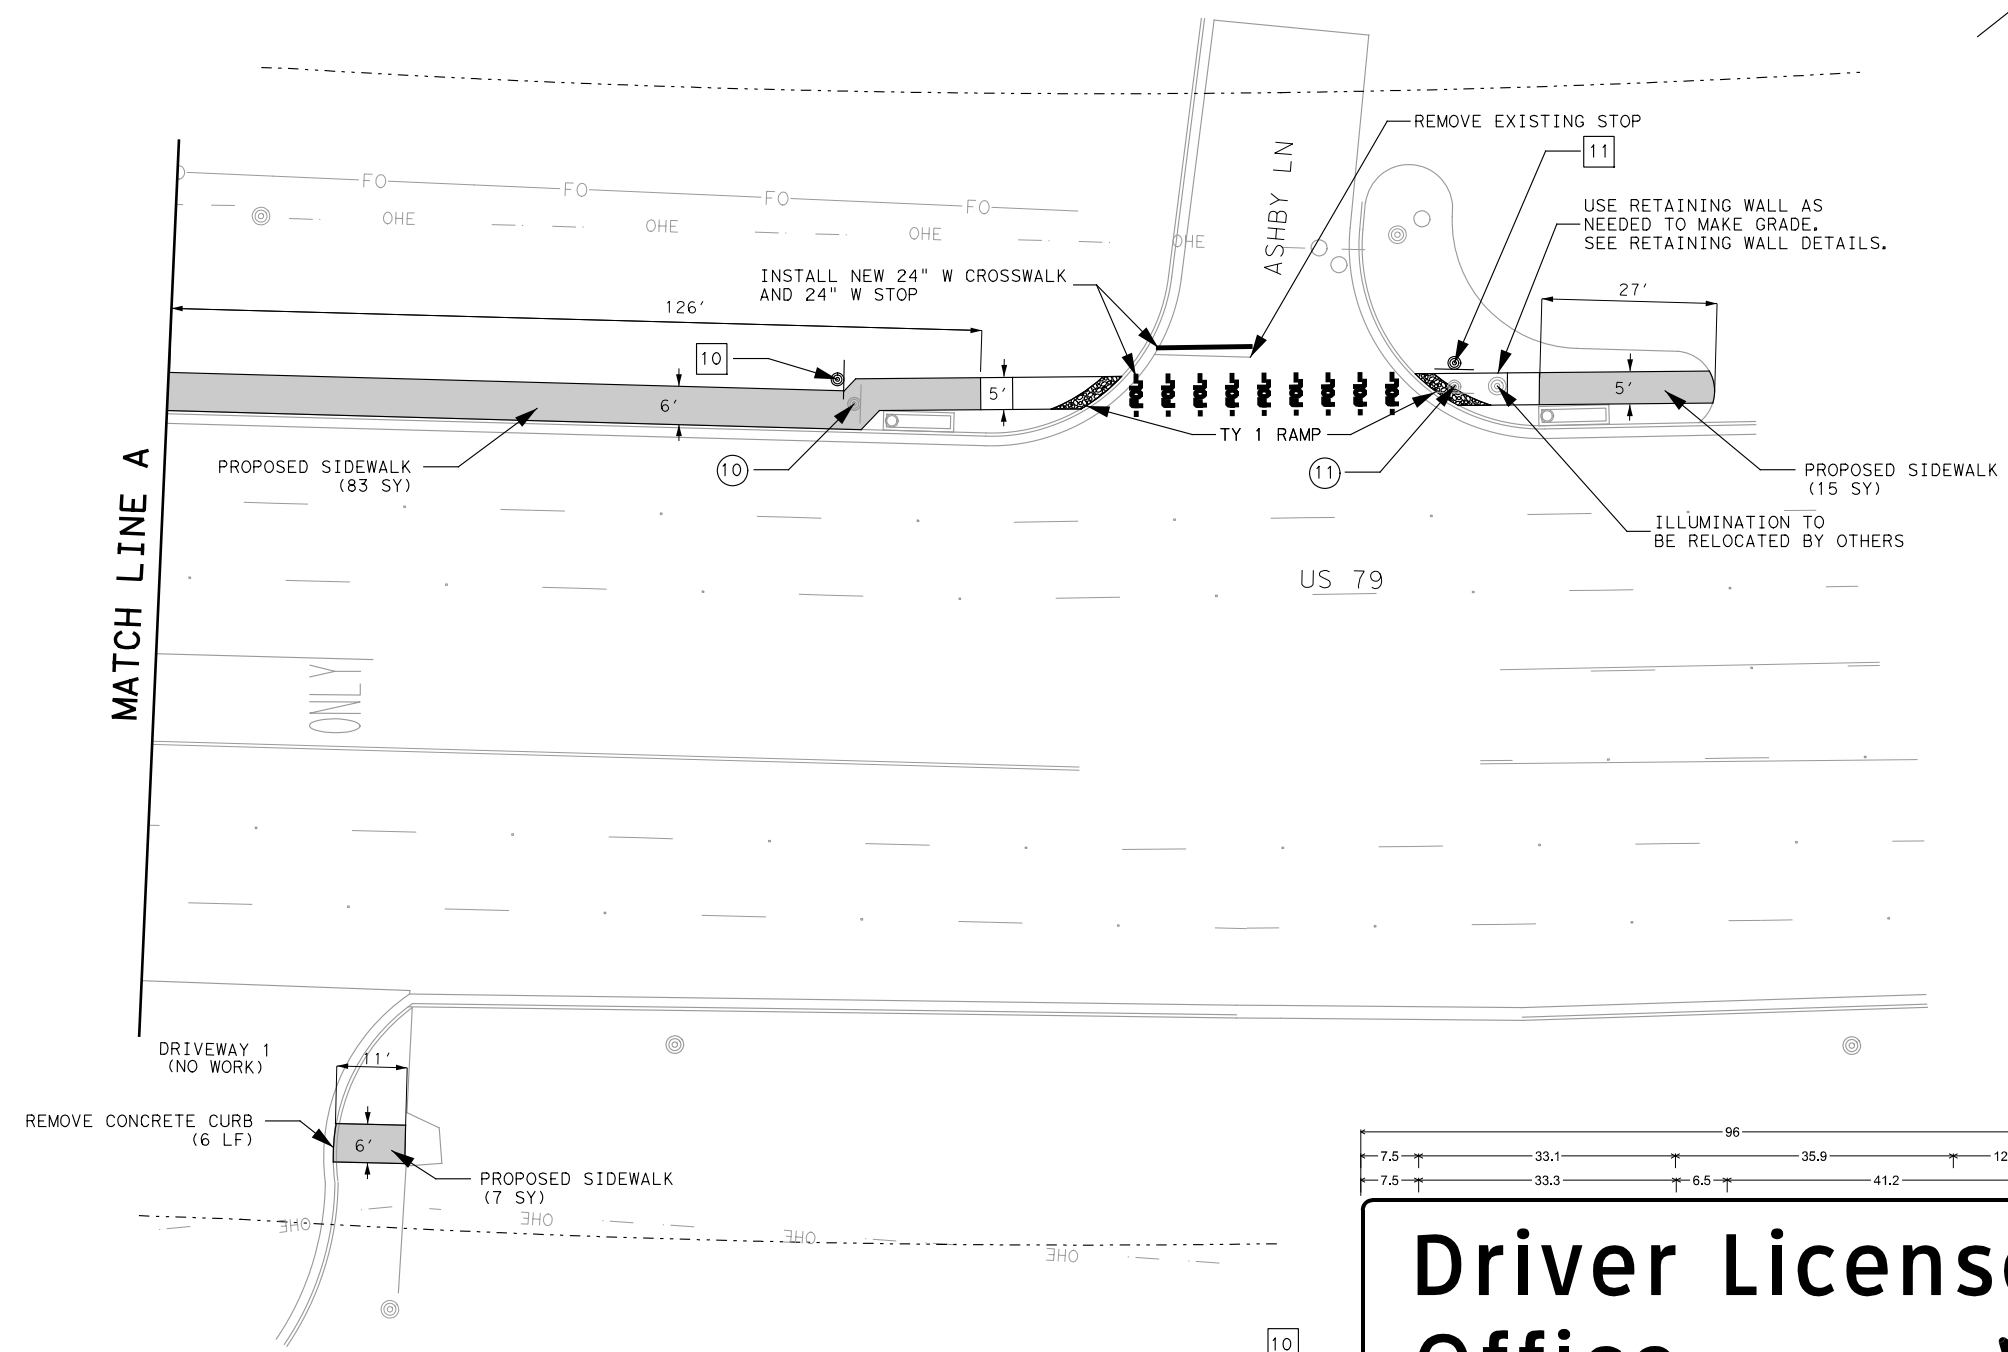 REMOVE EXISTING STOP
11
ASHBY LN
FO
FO
FO
FO
OHE
OHE
OHE
OHE
USE RETAINING WALL AS
NEEDED TO MAKE GRADE.
SEE RETAINING WALL DETAILS.
INSTALL NEW 24" W CROSSWALK
AND 24" W STOP
126'
27'
10
6'
5'
5'
TY 1 RAMP
PROPOSED SIDEWALK
(83 SY)
10
11
PROPOSED SIDEWALK
(15 SY)
ILLUMINATION TO
BE RELOCATED BY OTHERS
MATCH LINE A
US 79
ONLY
DRIVEWAY 1
(NO WORK)
11'
REMOVE CONCRETE CURB
(6 LF)
6'
PROPOSED SIDEWALK
(7 SY)
OHE
OHE
OHE
OHE
96
7.5 33.1 35.9 12
7.5 33.3 6.5 41.2
Driver License
Office
10